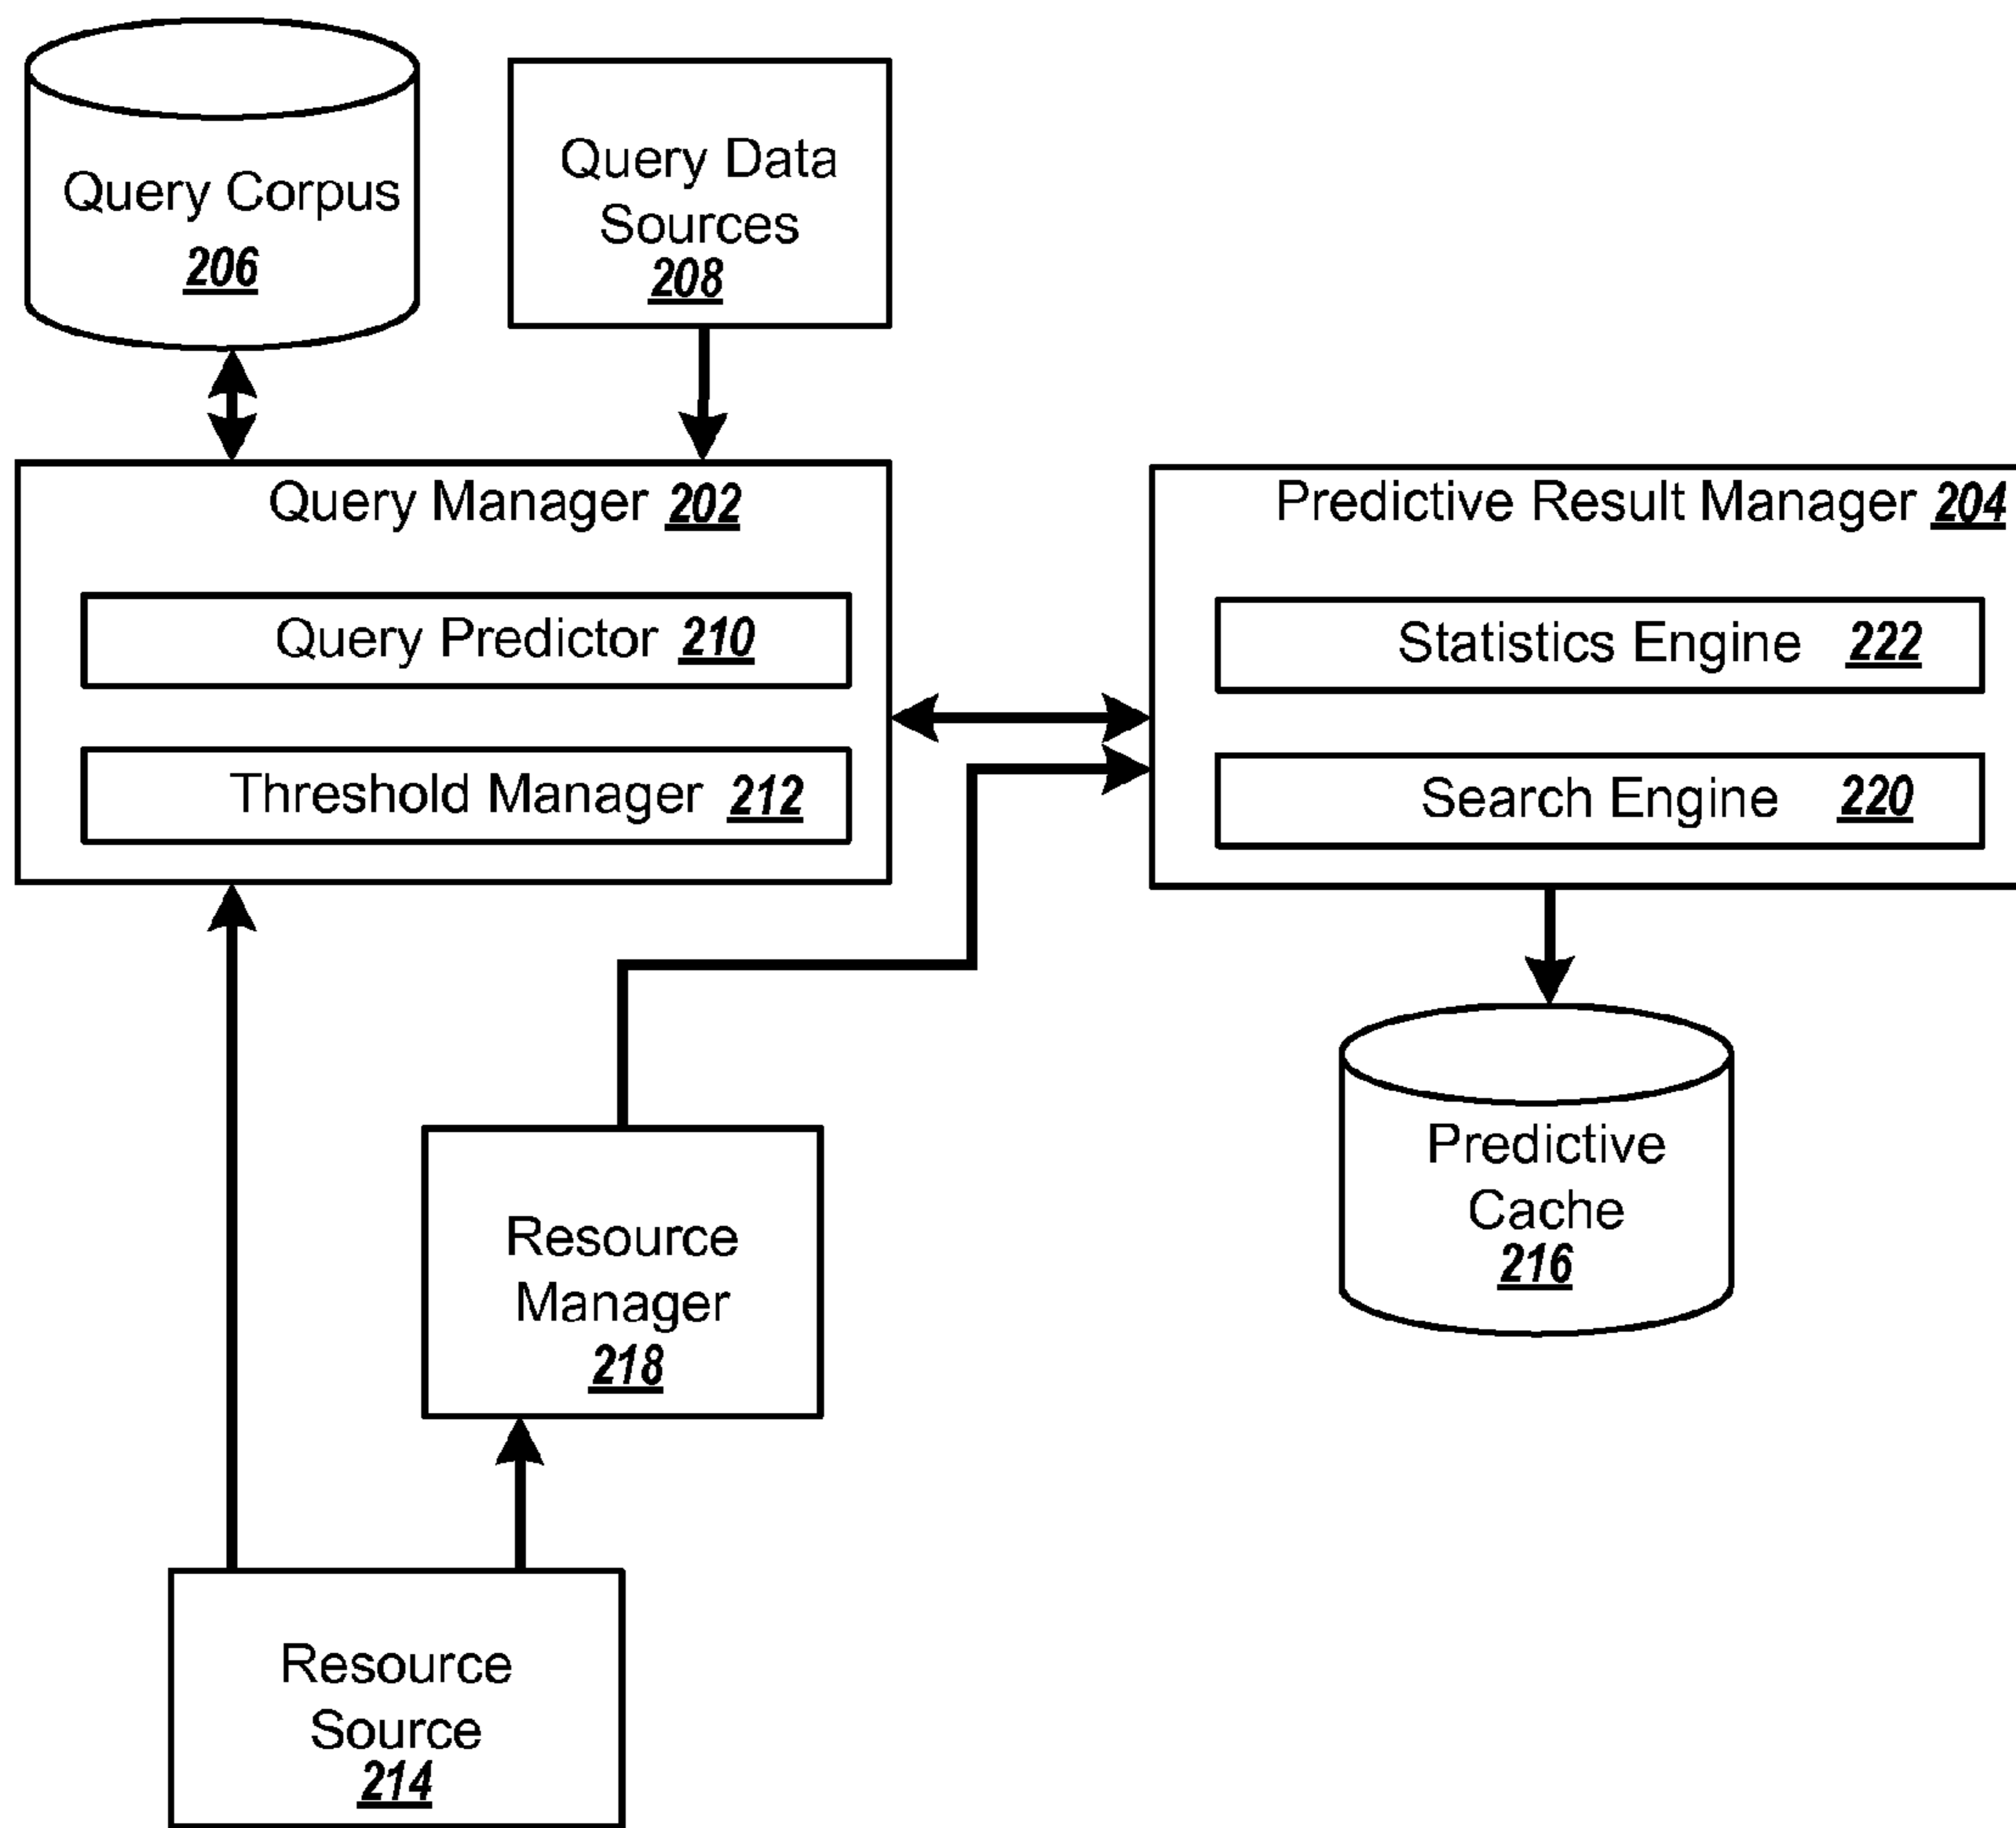 Query Corpus
206
Query Data
Sources
208
Query Manager 202
Query Predictor 210
Threshold Manager 212
Predictive Result Manager 204
Statistics Engine 222
Search Engine 220
Resource
Manager
218
Predictive
Cache
216
Resource
Source
214